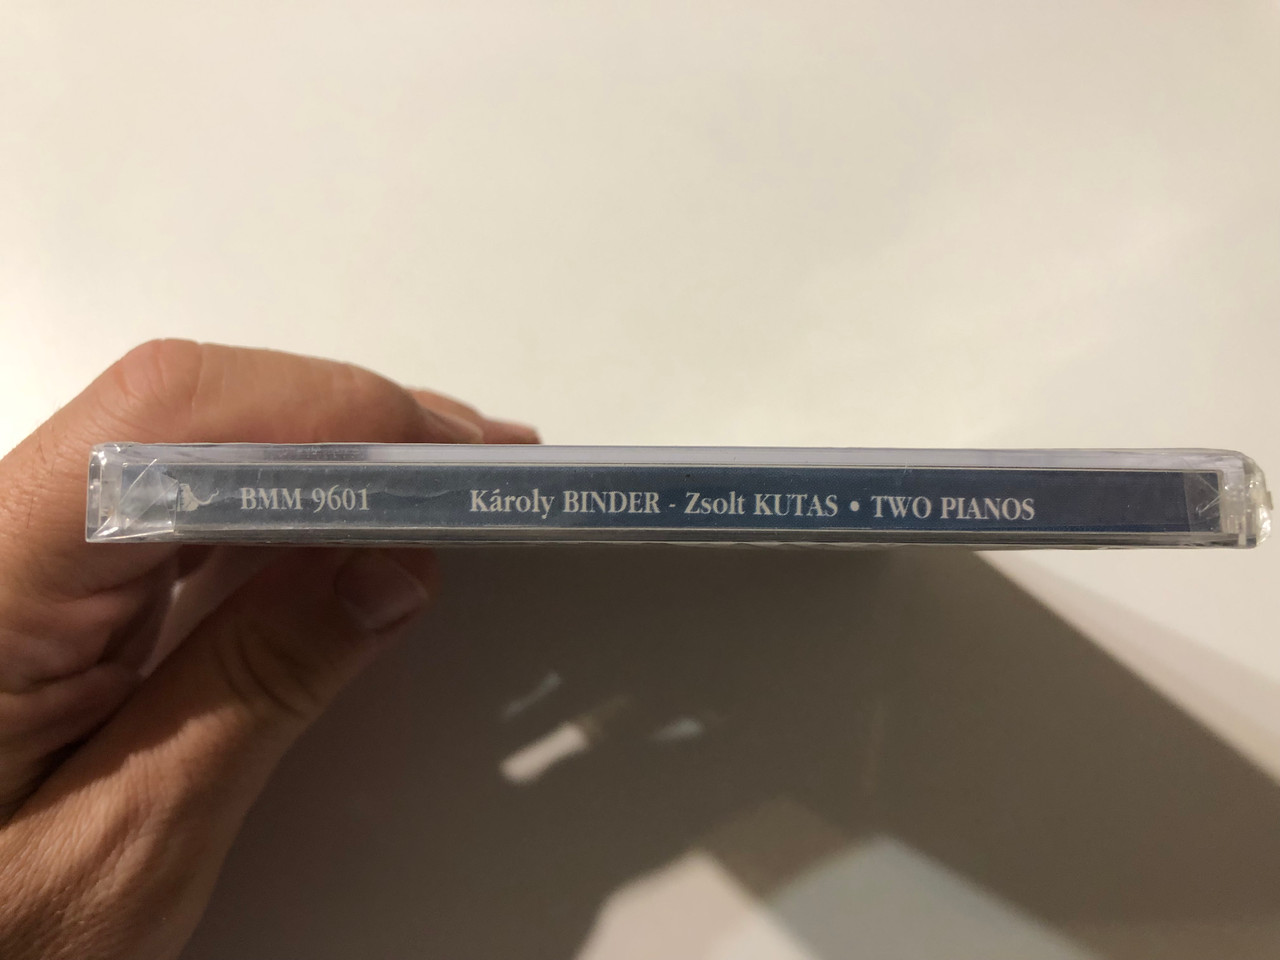 BMM 9601 Károly BINDER - Zsolt KUTAS • TWO PIANOS